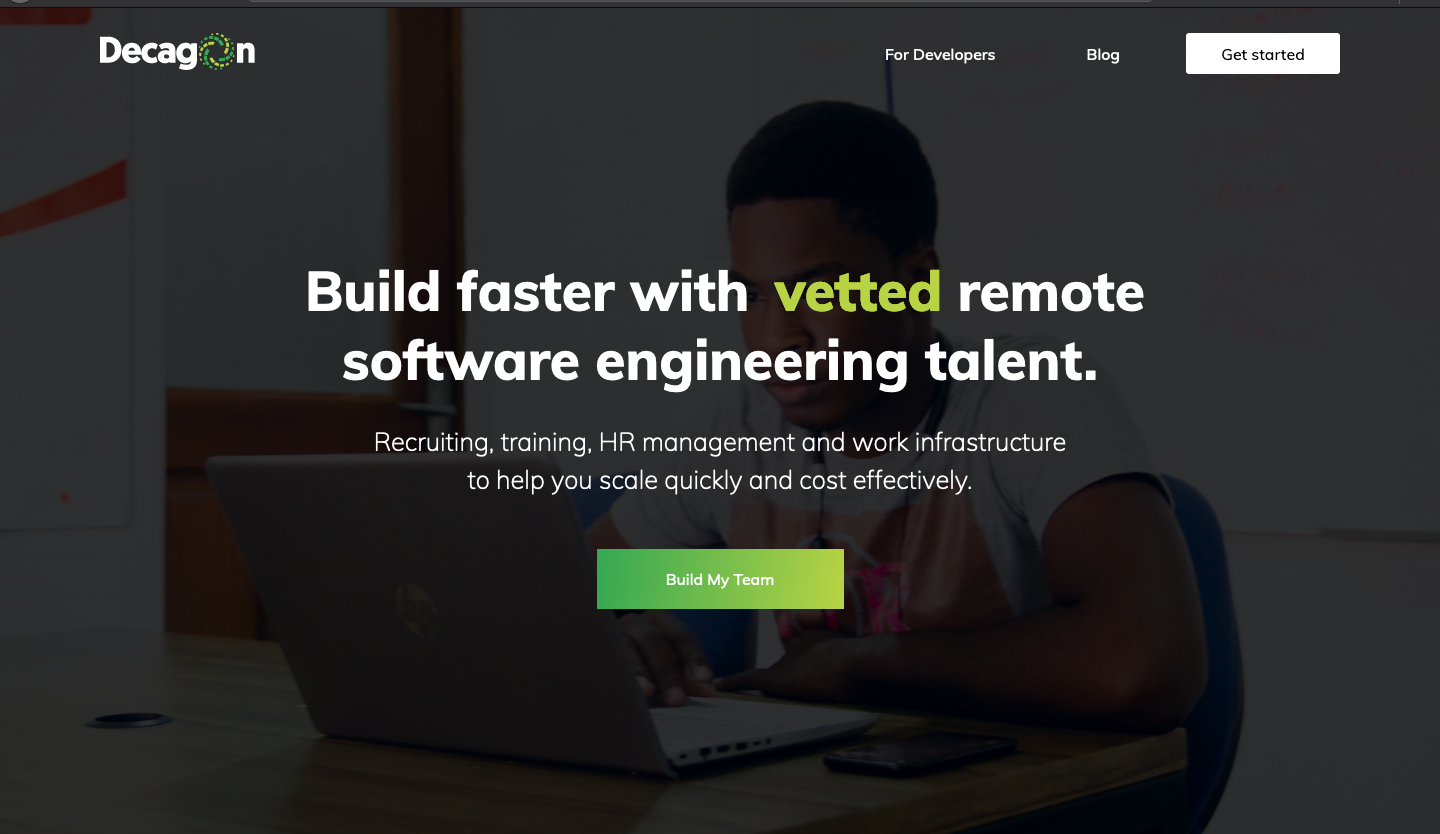 Decagon
For Developers
Blog
Get started
Build faster with vetted remote
software engineering talent.
Recruiting, training, HR management and work infrastructure
to help you scale quickly and cost effectively.
Build My Team
hp